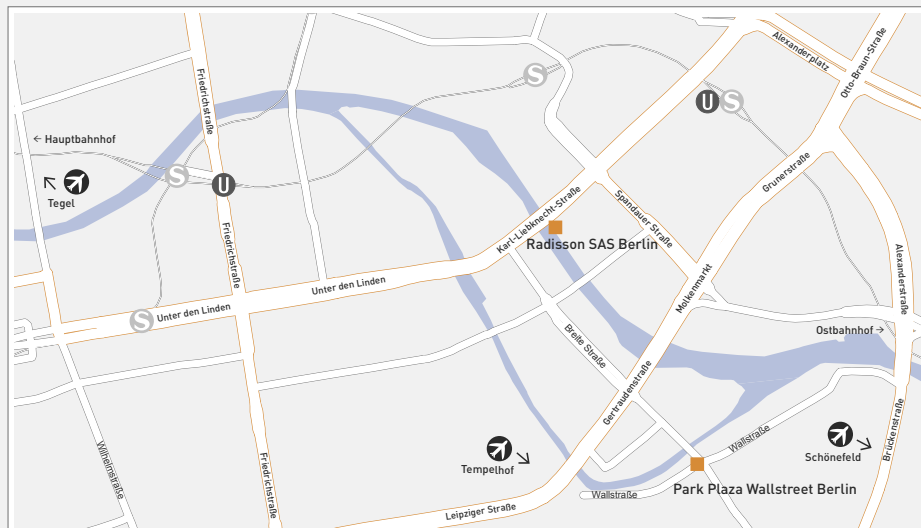 Alexanderplatz
Otto-Braun-Straße
Friedrichstraße
S
U S
← Hauptbahnhof
S
U
Tegel
Grunerstraße
Karl-Liebknecht-Straße
Spandauer Straße
Radisson SAS Berlin
Friedrichstraße
Alexanderstraße
Molkenmarkt
Unter den Linden
Unter den Linden
S
Ostbahnhof →
Breite Straße
Gertraudenstraße
Wallstraße
Brückenstraße
Schönefeld
Wilhelmstraße
Friedrichstraße
Tempelhof
Wallstraße
Park Plaza Wallstreet Berlin
Leipziger Straße